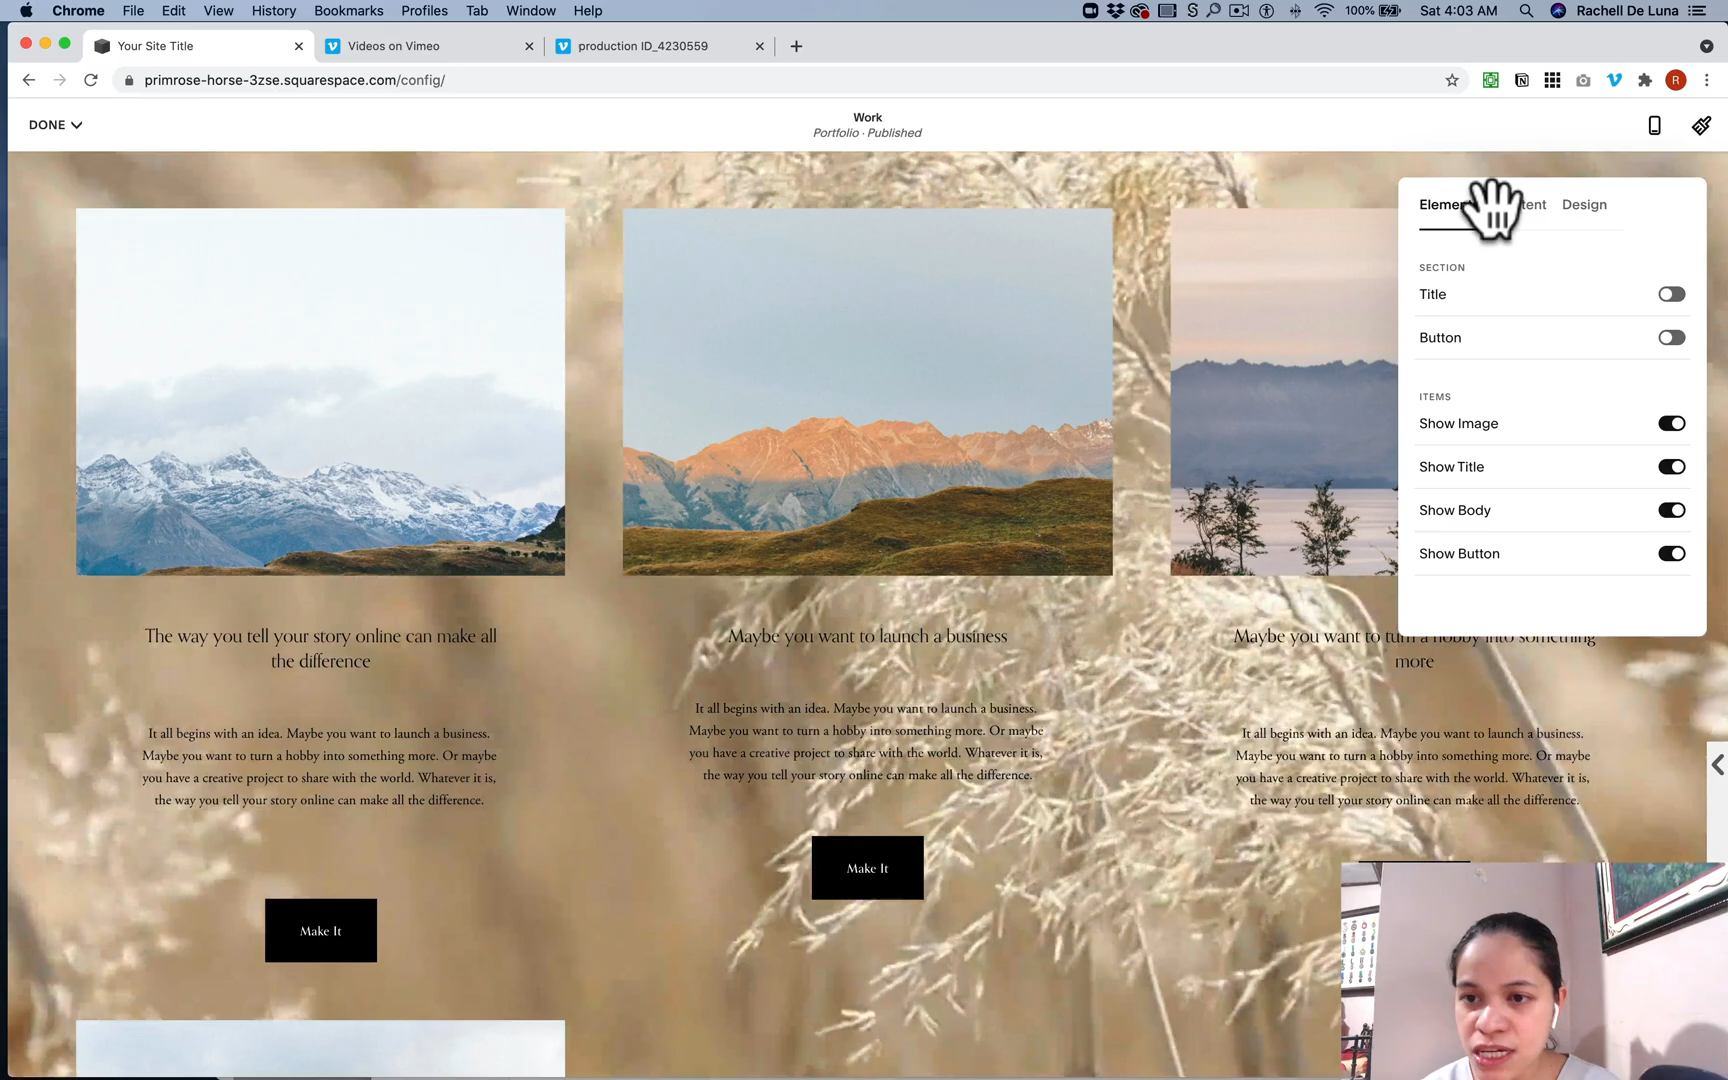 Chrome File Edit View History Bookmarks Profiles Tab Window Help 100% Sat 4:03 AM Rachell De Luna
Your Site Title Videos on Vimeo production ID_4230559
primrose-horse-3zse.squarespace.com/config/ R
DONE
Work
Portfolio · Published
Design
SECTION
Title
Button
ITEMS
Show Image
Show Title
Show Body
Show Button
The way you tell your story online can make all
the difference
It all begins with an idea. Maybe you want to launch a business.
Maybe you want to turn a hobby into something more. Or maybe
you have a creative project to share with the world. Whatever it is,
the way you tell your story online can make all the difference.
Make It
Maybe you want to launch a business
It all begins with an idea. Maybe you want to launch a business.
Maybe you want to turn a hobby into something more. Or maybe
you have a creative project to share with the world. Whatever it is,
the way you tell your story online can make all the difference.
Make It
Maybe you want to turn a hobby into something
more
It all begins with an idea. Maybe you want to launch a business.
Maybe you want to turn a hobby into something more. Or maybe
you have a creative project to share with the world. Whatever it is,
the way you tell your story online can make all the difference.